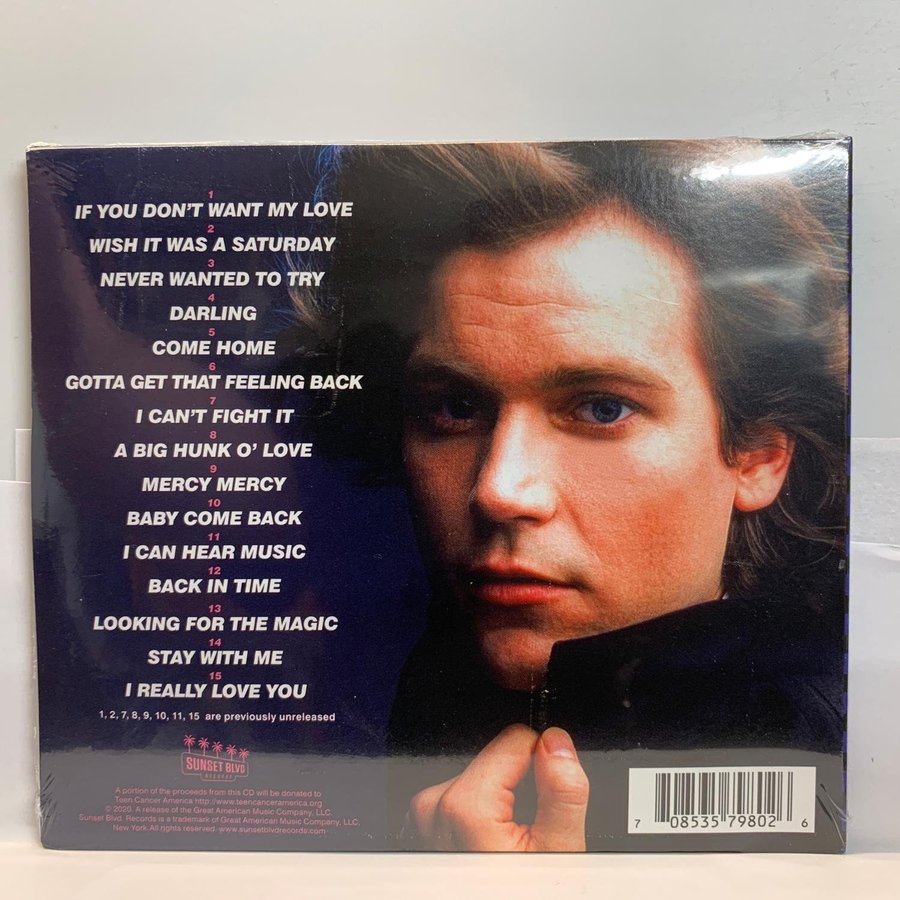 1
IF YOU DON'T WANT MY LOVE
2
WISH IT WAS A SATURDAY
3
NEVER WANTED TO TRY
4
DARLING
5
COME HOME
6
GOTTA GET THAT FEELING BACK
7
I CAN'T FIGHT IT
8
A BIG HUNK O' LOVE
9
MERCY MERCY
10
BABY COME BACK
11
I CAN HEAR MUSIC
12
BACK IN TIME
13
LOOKING FOR THE MAGIC
14
STAY WITH ME
15
I REALLY LOVE YOU
1, 2, 7, 8, 9, 10, 11, 15 are previously unreleased
SUNSET BLVD
RECORDS
A portion of the proceeds from this CD will be donated to
Teen Cancer America http://www.teencanceramerica.org
© 2020. A release of the Great American Music Company, LLC.
Sunset Blvd. Records is a trademark of Great American Music Company, LLC,
New York. All rights reserved. www.sunsetblvdrecords.com
7 08535 79802 6